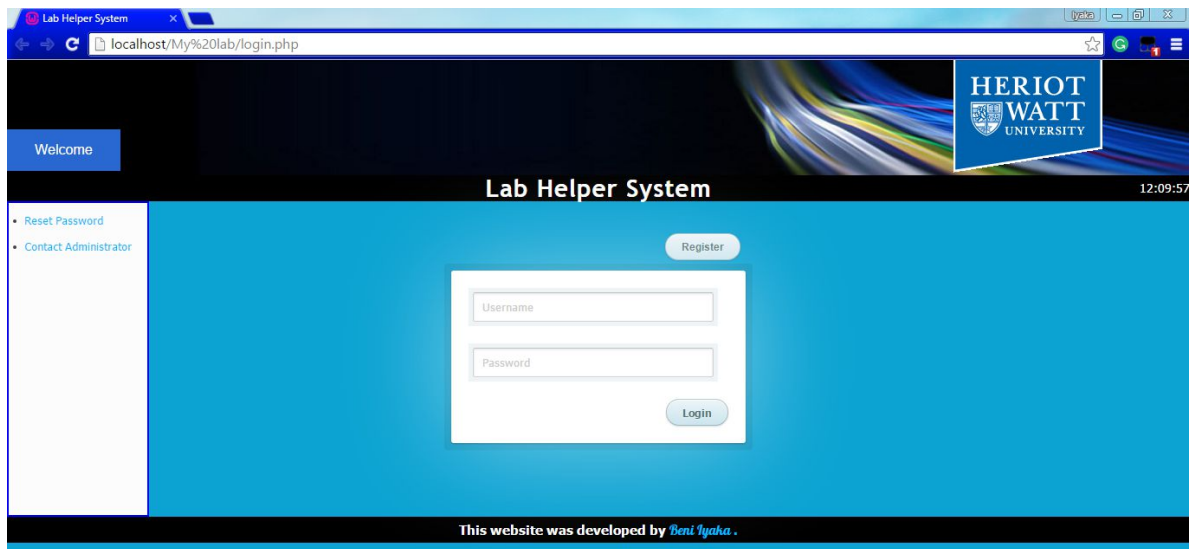 Lab Helper System
Iyaka
localhost/My%20lab/login.php
1
HERIOT
WATT
UNIVERSITY
Welcome
Lab Helper System
12:09:57
• Reset Password
• Contact Administrator
Register
Username
Password
Login
This website was developed by Beni Iyaka .